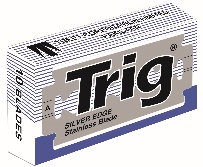 Trig®
A
SILVER EDGE
Stainless Blade
10 BLADES